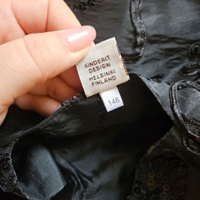 KINDERIT
DESIGN
HELSINKI
FINLAND
146